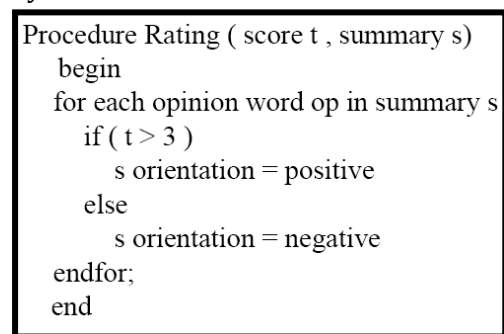 Procedure Rating ( score t , summary s)
begin
for each opinion word op in summary s
if ( t > 3 )
s orientation = positive
else
s orientation = negative
endfor;
end